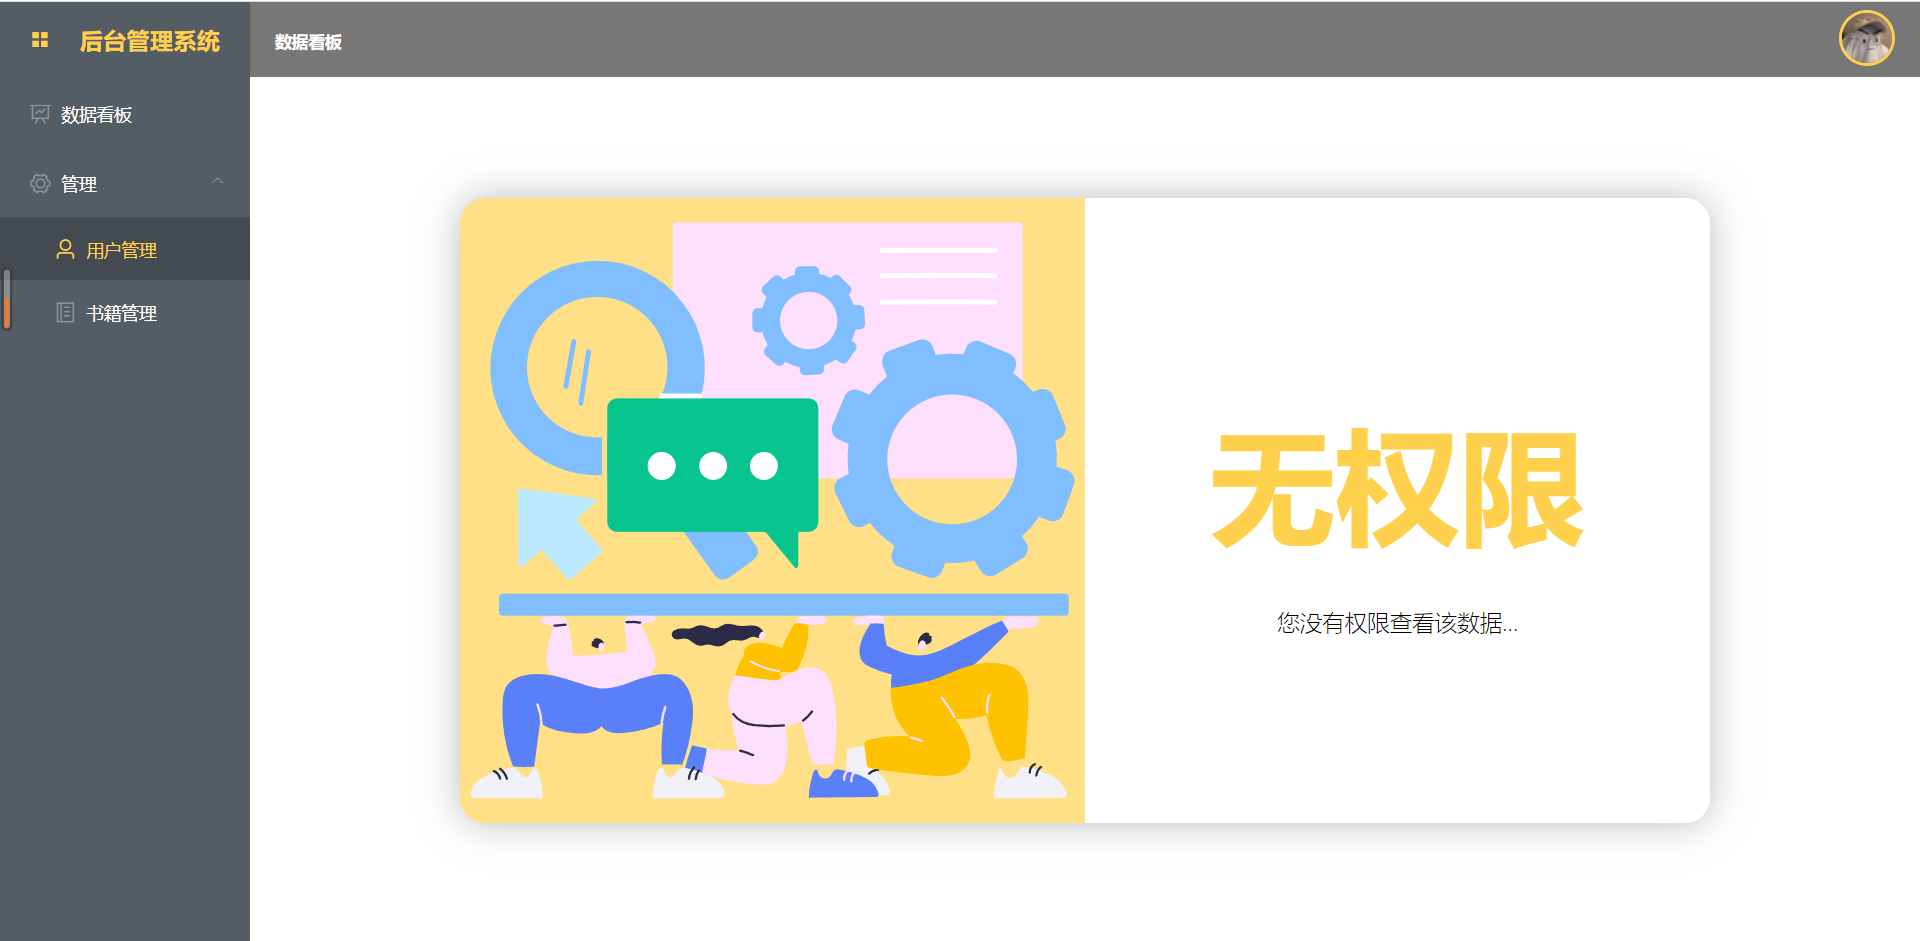 后台管理系统
数据看板
数据看板
管理
用户管理
书籍管理
无权限
您没有权限查看该数据...